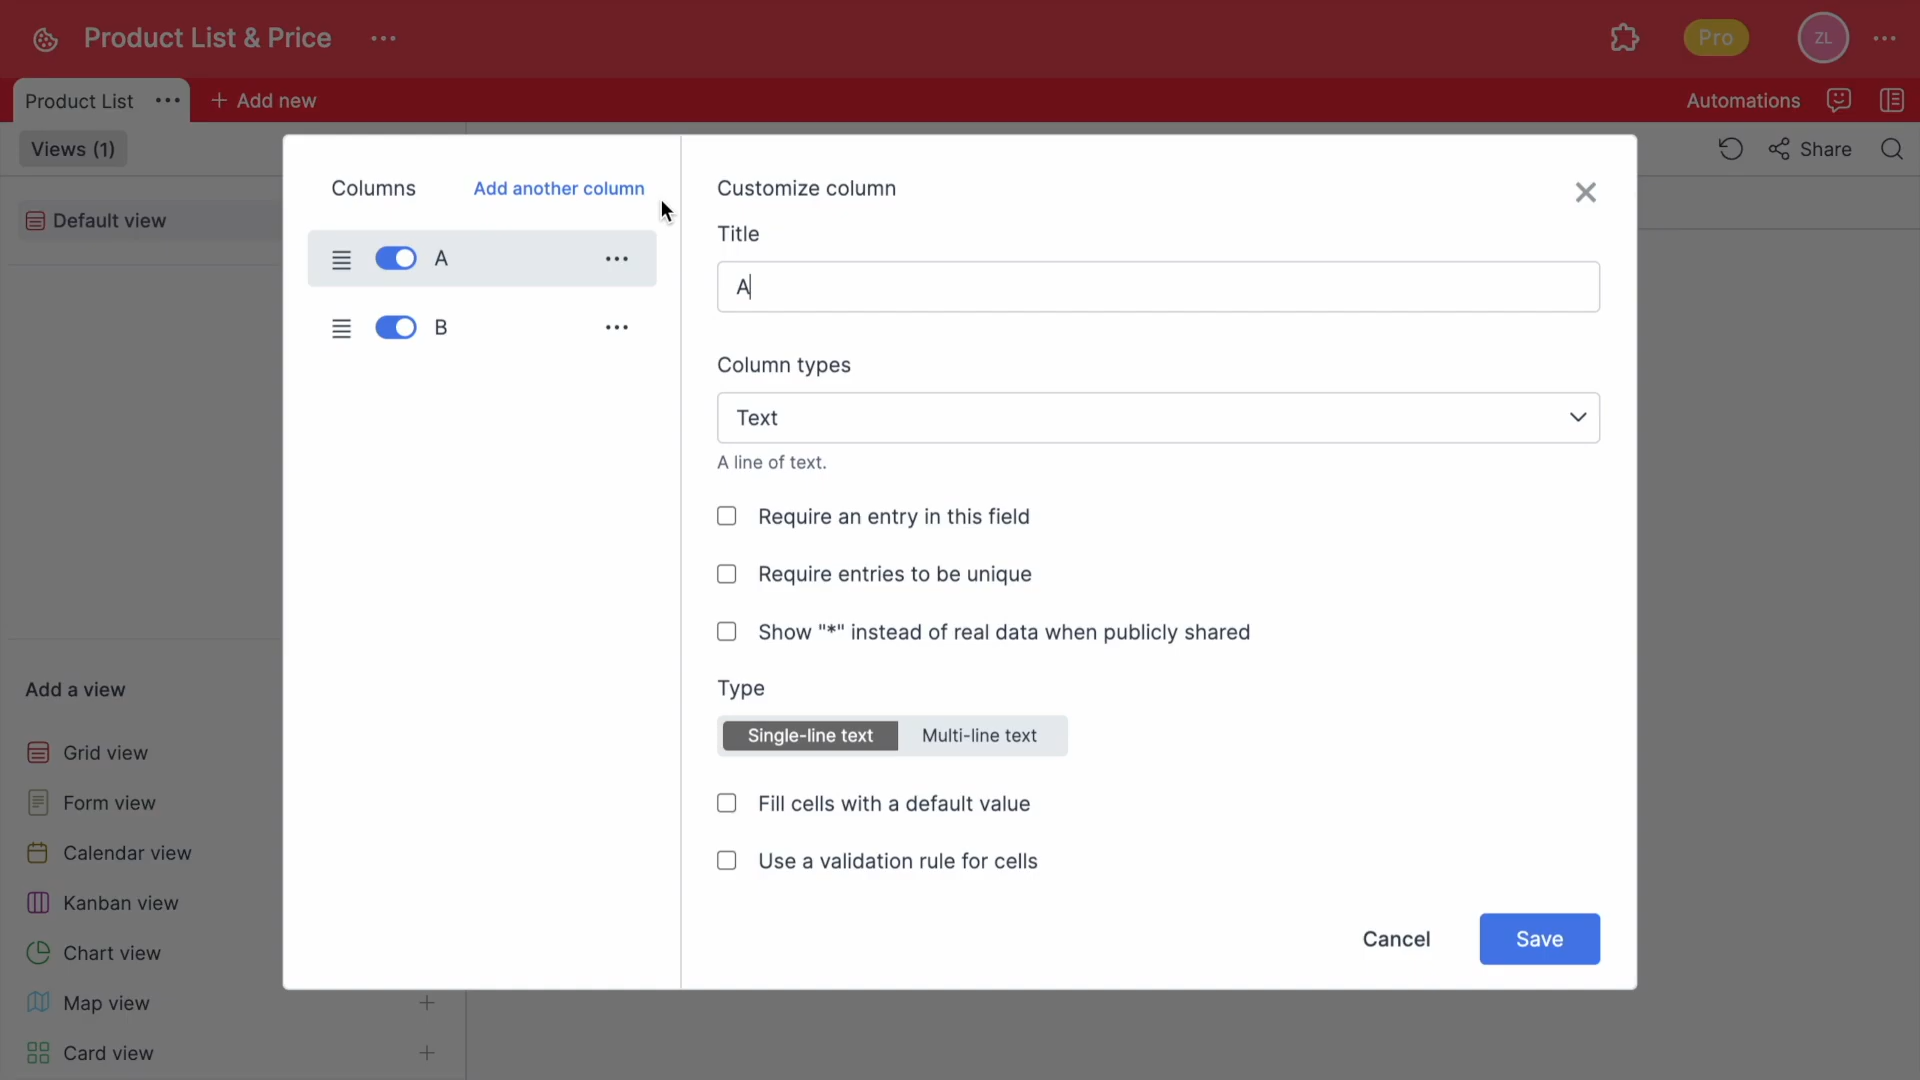 Product List & Price
Pro
ZL
Product List
Add new
Automations
Views (1)
Share
Default view
Columns
Add another column
A
B
Customize column
Title
A
Column types
Text
A line of text.
Require an entry in this field
Require entries to be unique
Show "*" instead of real data when publicly shared
Type
Single-line text Multi-line text
Fill cells with a default value
Use a validation rule for cells
Cancel
Save
Add a view
Grid view
Form view
Calendar view
Kanban view
Chart view
Map view
Card view